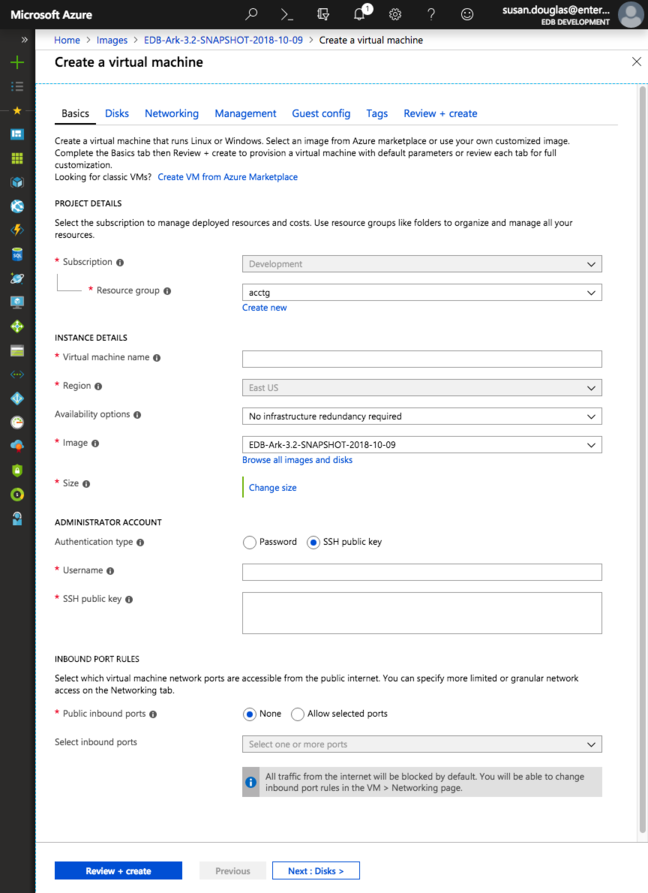 Microsoft Azure
1
susan.douglas@enter...
EDB DEVELOPMENT
Home > Images > EDB-Ark-3.2-SNAPSHOT-2018-10-09 > Create a virtual machine
Create a virtual machine
Basics Disks Networking Management Guest config Tags Review + create
Create a virtual machine that runs Linux or Windows. Select an image from Azure marketplace or use your own customized image.
Complete the Basics tab then Review + create to provision a virtual machine with default parameters or review each tab for full
customization.
Looking for classic VMs? Create VM from Azure Marketplace
PROJECT DETAILS
Select the subscription to manage deployed resources and costs. Use resource groups like folders to organize and manage all your
resources.
* Subscription
Development
* Resource group
acctg
Create new
INSTANCE DETAILS
* Virtual machine name
* Region
East US
Availability options
No infrastructure redundancy required
* Image
EDB-Ark-3.2-SNAPSHOT-2018-10-09
Browse all images and disks
* Size
Change size
ADMINISTRATOR ACCOUNT
Authentication type
Password SSH public key
* Username
* SSH public key
INBOUND PORT RULES
Select which virtual machine network ports are accessible from the public internet. You can specify more limited or granular network
access on the Networking tab.
* Public inbound ports
None Allow selected ports
Select inbound ports
Select one or more ports
All traffic from the internet will be blocked by default. You will be able to change
inbound port rules in the VM > Networking page.
Review + create Previous Next : Disks >